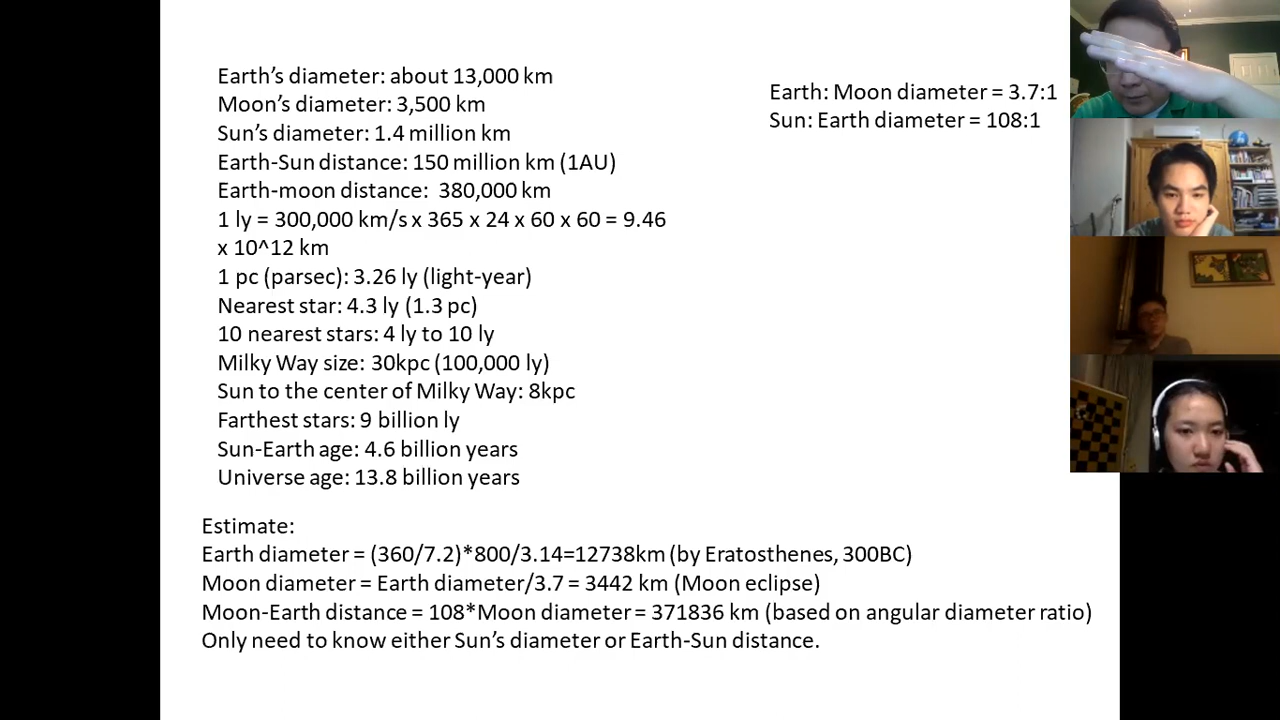 Earth's diameter: about 13,000 km
Moon's diameter: 3,500 km
Sun's diameter: 1.4 million km
Earth-Sun distance: 150 million km (1AU)
Earth-moon distance:  380,000 km
1 ly = 300,000 km/s x 365 x 24 x 60 x 60 = 9.46
x 10^12 km
1 pc (parsec): 3.26 ly (light-year)
Nearest star: 4.3 ly (1.3 pc)
10 nearest stars: 4 ly to 10 ly
Milky Way size: 30kpc (100,000 ly)
Sun to the center of Milky Way: 8kpc
Farthest stars: 9 billion ly
Sun-Earth age: 4.6 billion years
Universe age: 13.8 billion years
Earth: Moon diameter = 3.7:1
Sun: Earth diameter = 108:1
Estimate:
Earth diameter = (360/7.2)*800/3.14=12738km (by Eratosthenes, 300BC)
Moon diameter = Earth diameter/3.7 = 3442 km (Moon eclipse)
Moon-Earth distance = 108*Moon diameter = 371836 km (based on angular diameter ratio)
Only need to know either Sun's diameter or Earth-Sun distance.